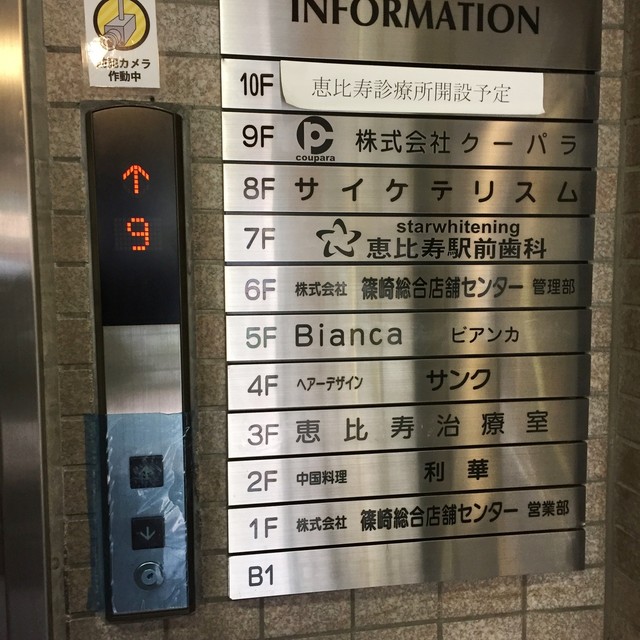 防犯カメラ
作動中
9
INFORMATION
10F 恵比寿診療所開設予定
9F coupara 株式会社クーパラ
8F サイケデリズム
7F starwhitening
恵比寿駅前歯科
6F 株式会社 篠崎総合店舗センター 管理部
5F Bianca ビアンカ
4F ヘアーデザイン サンク
3F 恵比寿治療室
2F 中国料理 利華
1F 株式会社 篠崎総合店舗センター 営業部
B1